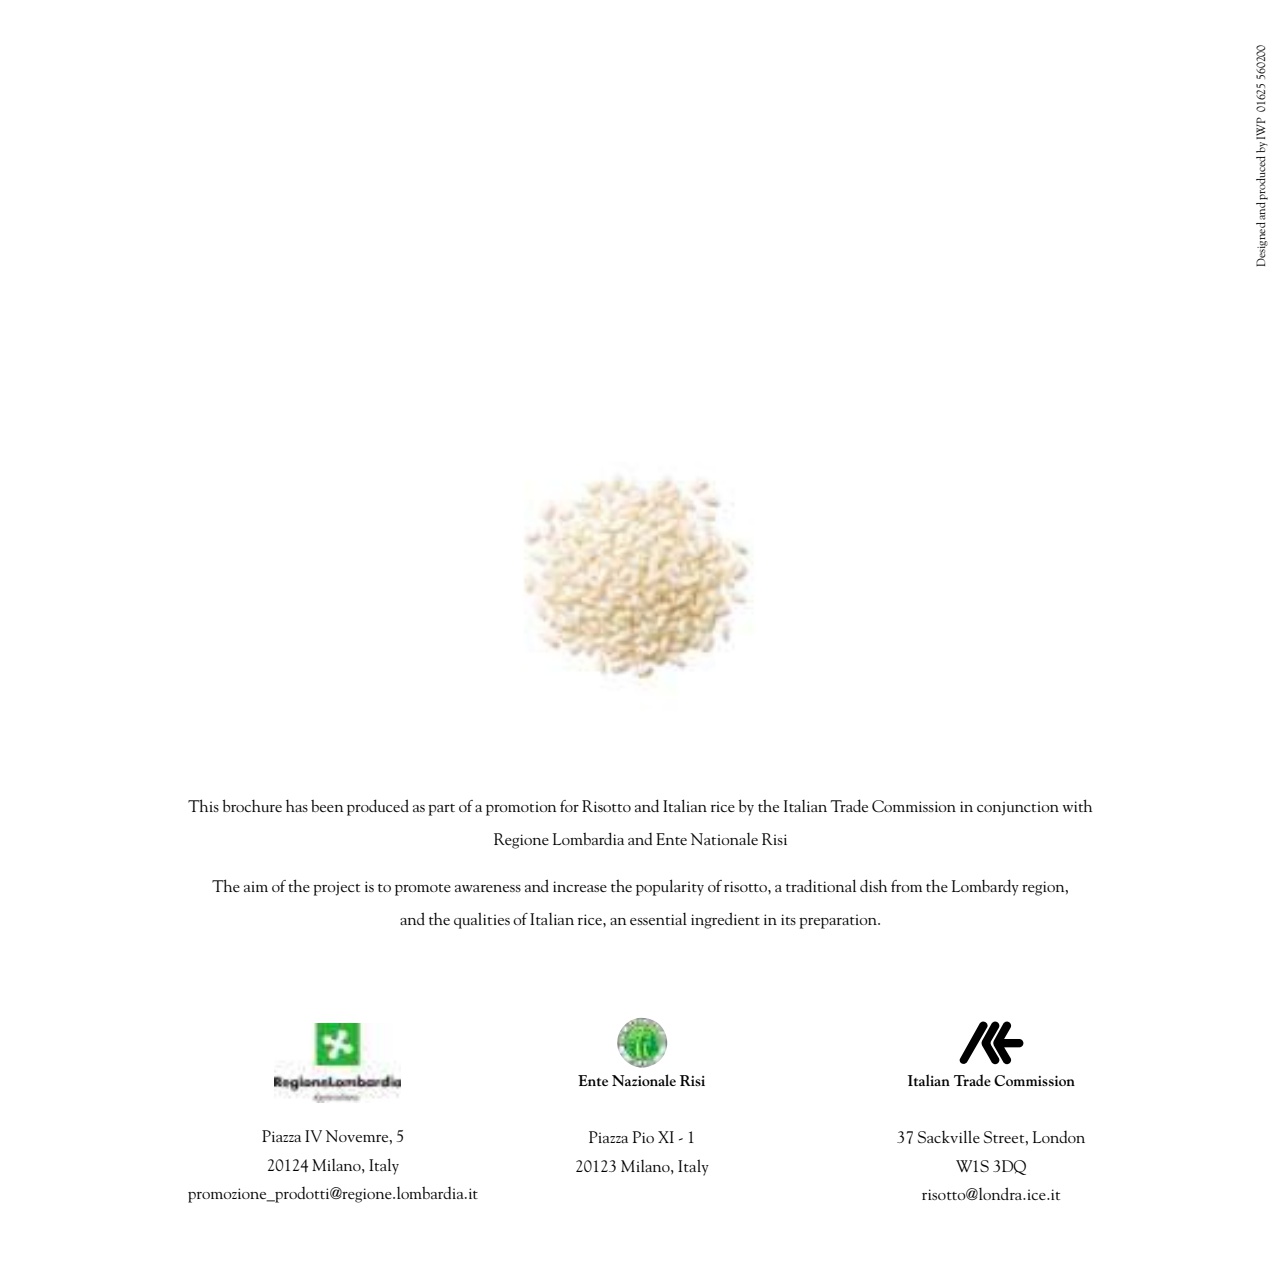 Designed and produced by IWP 01625 560200
This brochure has been produced as part of a promotion for Risotto and Italian rice by the Italian Trade Commission in conjunction with
Regione Lombardia and Ente Nationale Risi
The aim of the project is to promote awareness and increase the popularity of risotto, a traditional dish from the Lombardy region,
and the qualities of Italian rice, an essential ingredient in its preparation.
RegioneLombardia
Agricoltura
Piazza IV Novemre, 5
20124 Milano, Italy
promozione_prodotti@regione.lombardia.it
Ente Nazionale Risi
Piazza Pio XI - 1
20123 Milano, Italy
Italian Trade Commission
37 Sackville Street, London
W1S 3DQ
risotto@londra.ice.it